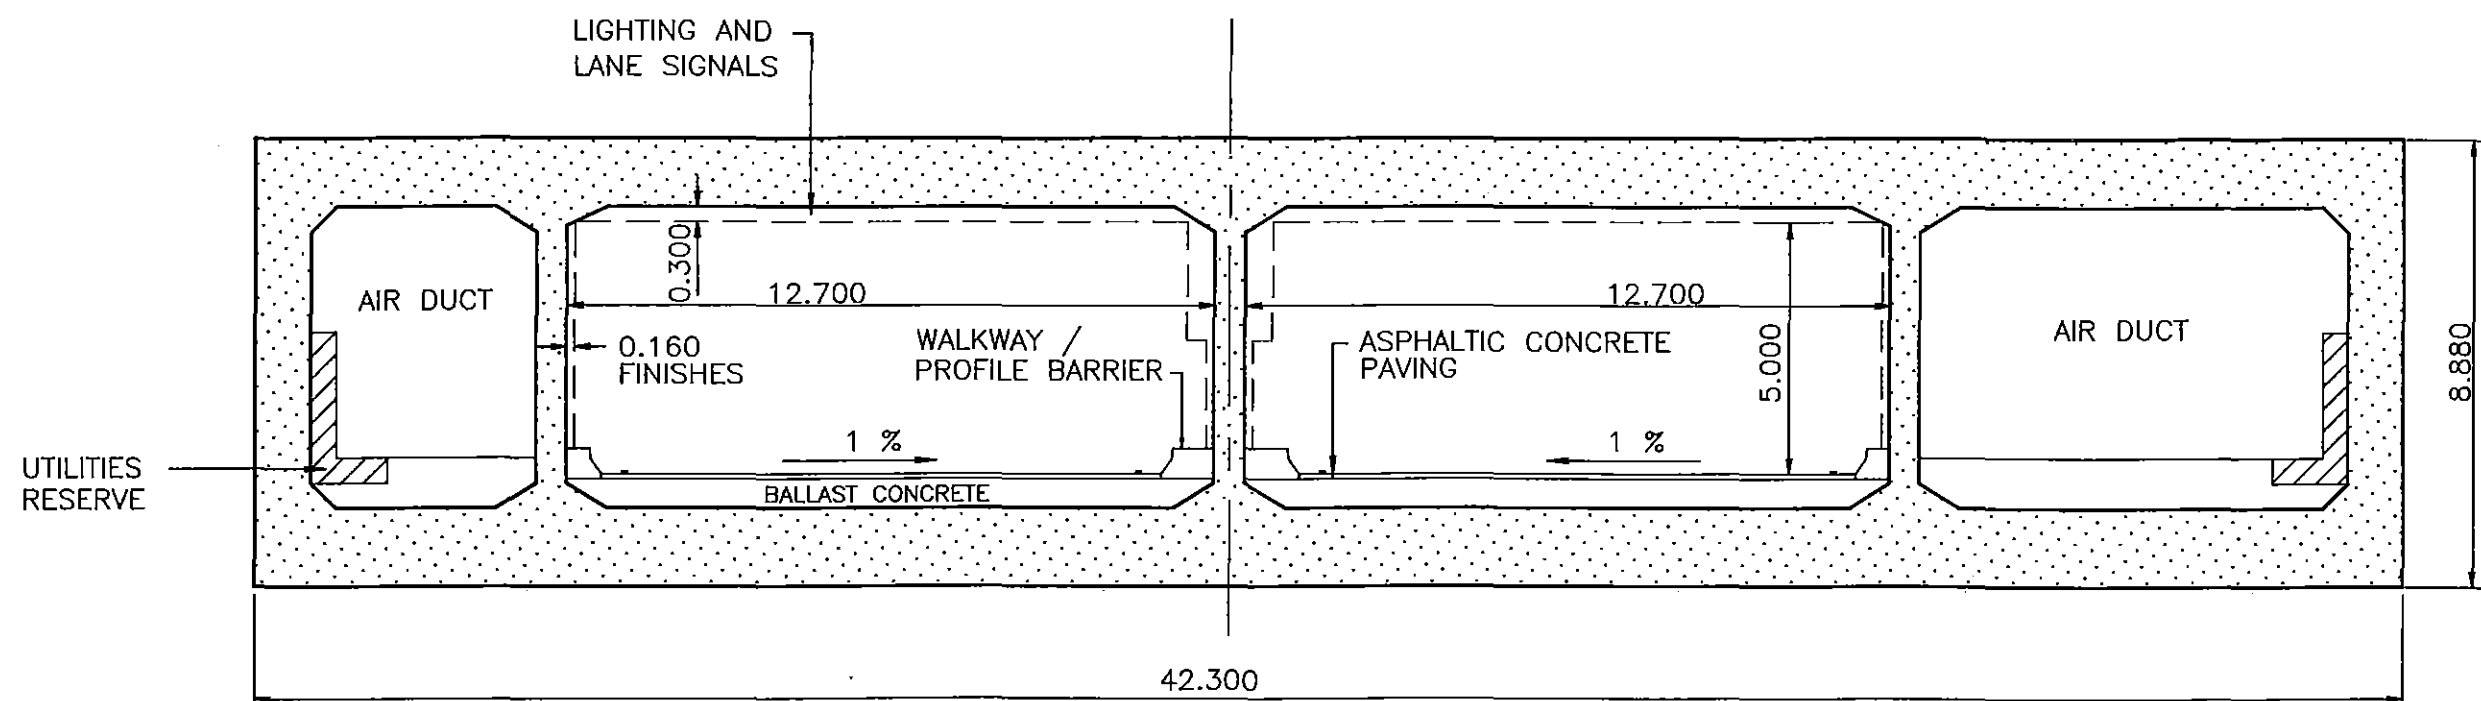 LIGHTING AND
LANE SIGNALS
0.300
12.700
12.700
AIR DUCT
AIR DUCT
0.160
FINISHES
WALKWAY /
PROFILE BARRIER
ASPHALTIC CONCRETE
PAVING
5.000
8.880
1 %
1 %
UTILITIES
RESERVE
BALLAST CONCRETE
42.300